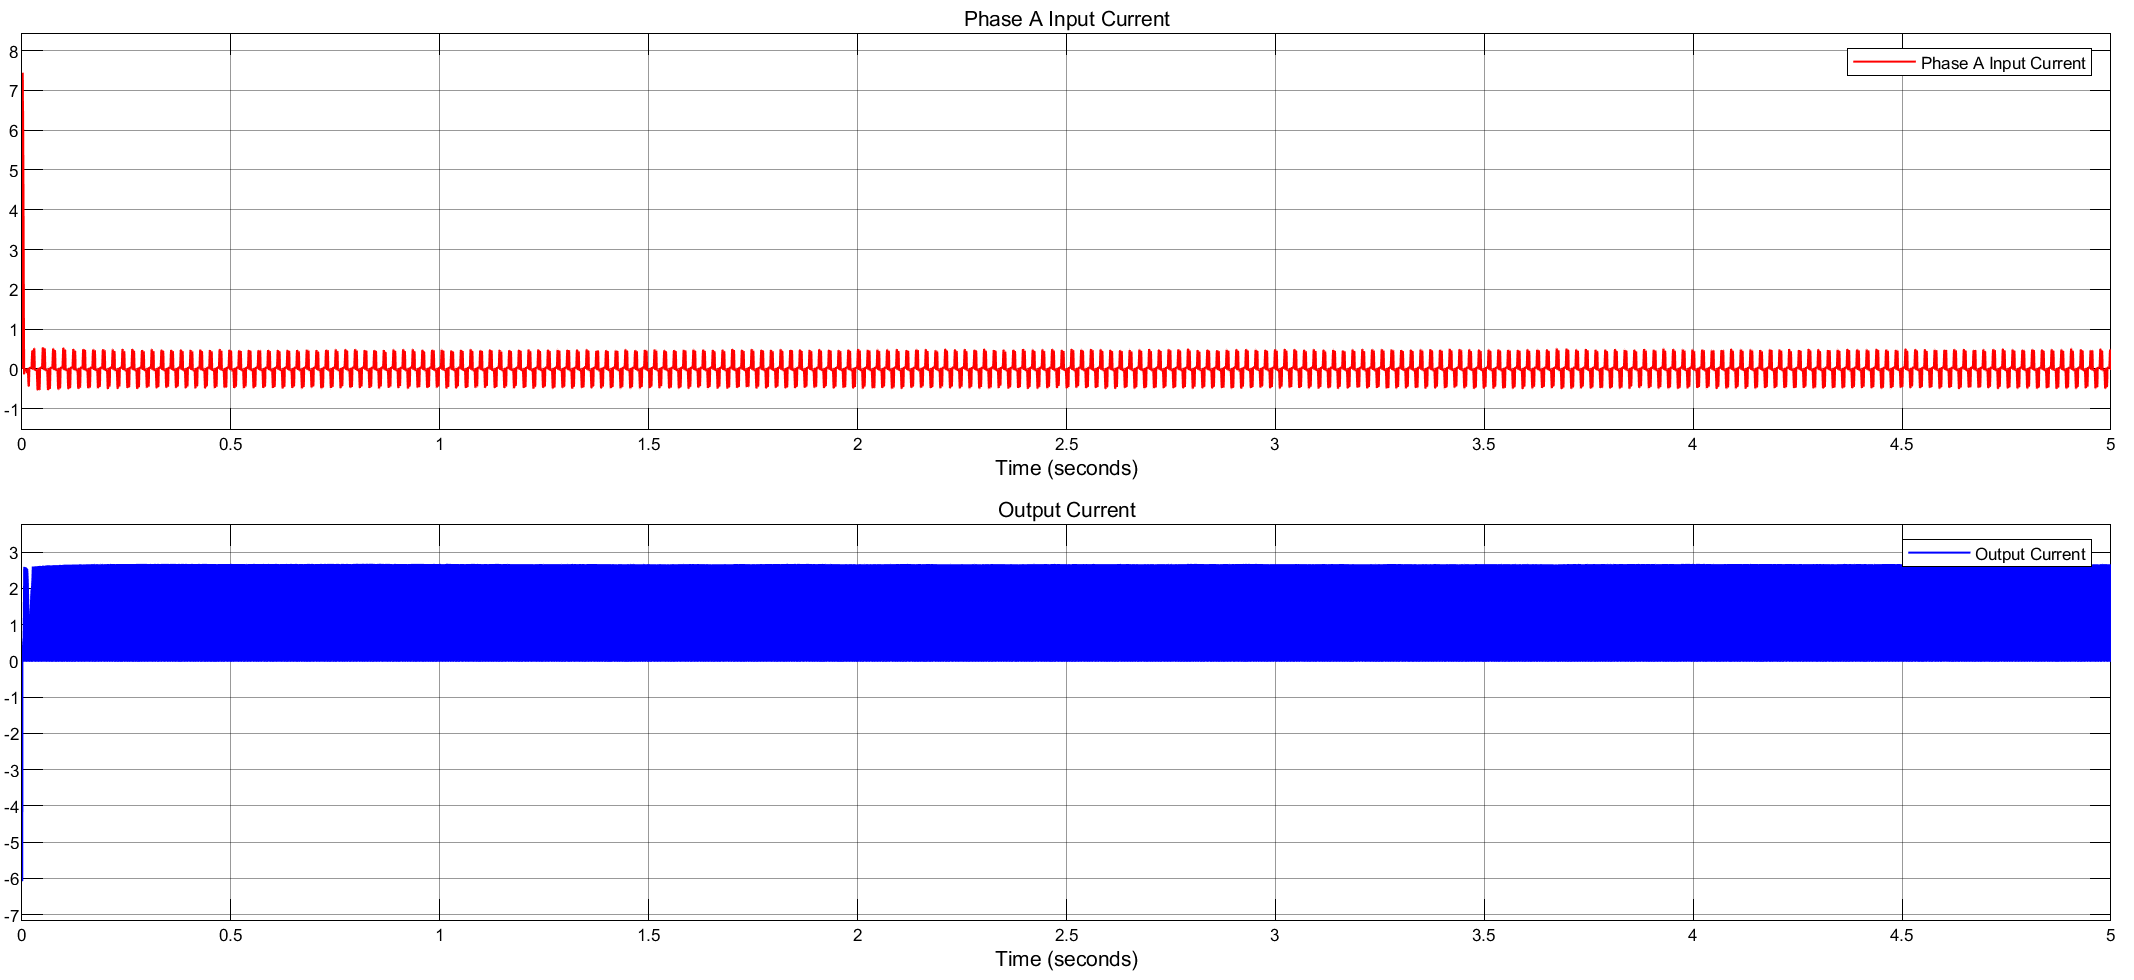 Phase A Input Current
8
7
6
5
4
3
2
1
0
-1
Phase A Input Current
0 0.5 1 1.5 2 2.5 3 3.5 4 4.5 5
Time (seconds)
Output Current
3
2
1
0
-1
-2
-3
-4
-5
-6
-7
Output Current
0 0.5 1 1.5 2 2.5 3 3.5 4 4.5 5
Time (seconds)